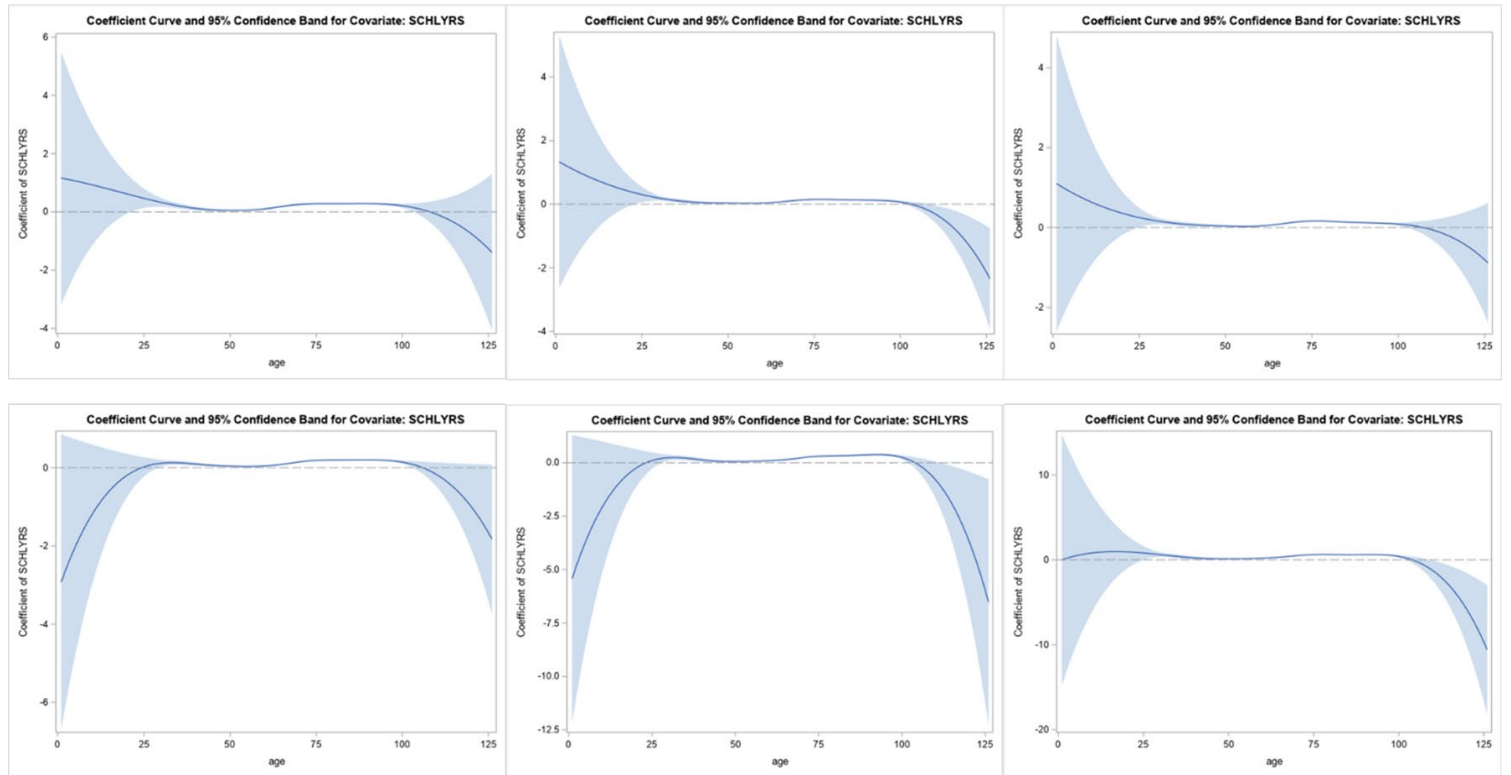 Coefficient Curve and 95% Confidence Band for Covariate: SCHLYRS
Coefficient of SCHLYRS
6
4
2
0
-2
-4
0 25 50 75 100 125
age
Coefficient Curve and 95% Confidence Band for Covariate: SCHLYRS
Coefficient of SCHLYRS
4
2
0
-2
-4
0 25 50 75 100 125
age
Coefficient Curve and 95% Confidence Band for Covariate: SCHLYRS
Coefficient of SCHLYRS
4
2
0
-2
0 25 50 75 100 125
age
Coefficient Curve and 95% Confidence Band for Covariate: SCHLYRS
Coefficient of SCHLYRS
0
-2
-4
-6
0 25 50 75 100 125
age
Coefficient Curve and 95% Confidence Band for Covariate: SCHLYRS
Coefficient of SCHLYRS
0.0
-2.5
-5.0
-7.5
-10.0
-12.5
0 25 50 75 100 125
age
Coefficient Curve and 95% Confidence Band for Covariate: SCHLYRS
Coefficient of SCHLYRS
10
0
-10
-20
0 25 50 75 100 125
age